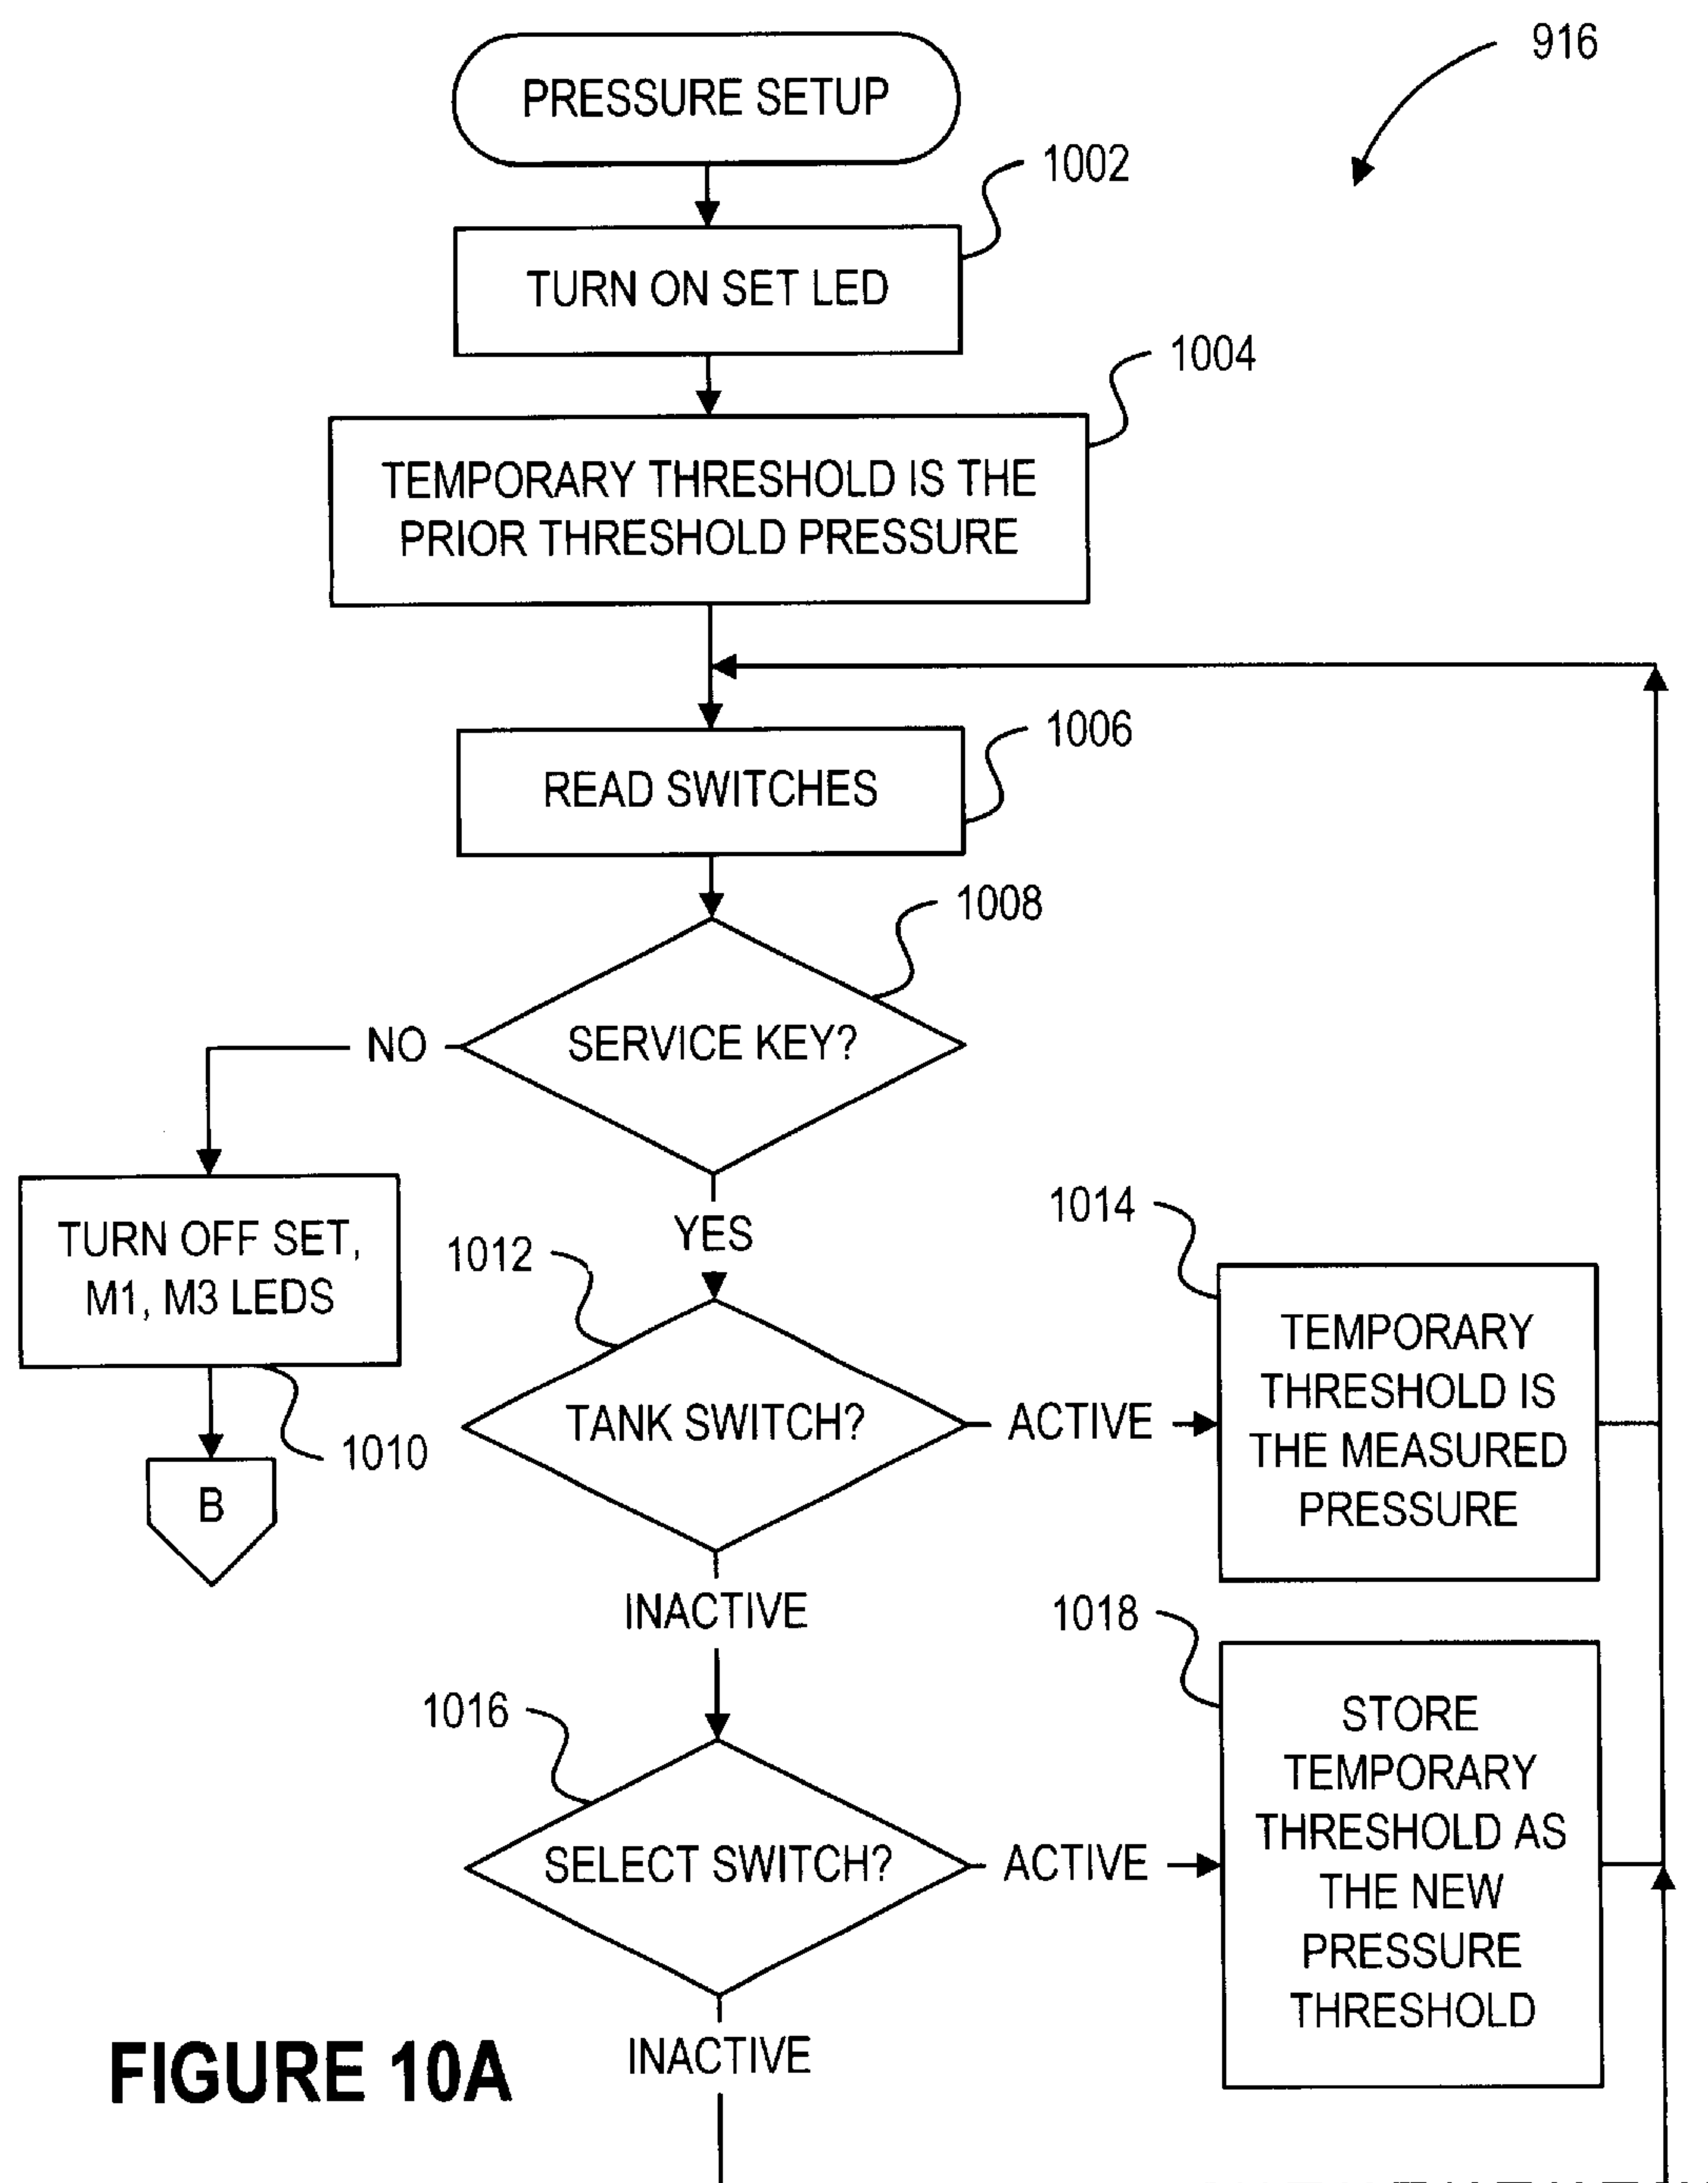 916
PRESSURE SETUP
1002
TURN ON SET LED
1004
TEMPORARY THRESHOLD IS THE
PRIOR THRESHOLD PRESSURE
1006
READ SWITCHES
1008
SERVICE KEY?
NO
YES
TURN OFF SET,
M1, M3 LEDS
1010
B
1012
TANK SWITCH?
ACTIVE
1014
TEMPORARY
THRESHOLD IS
THE MEASURED
PRESSURE
INACTIVE
1016
SELECT SWITCH?
ACTIVE
1018
STORE
TEMPORARY
THRESHOLD AS
THE NEW
PRESSURE
THRESHOLD
INACTIVE
FIGURE 10A